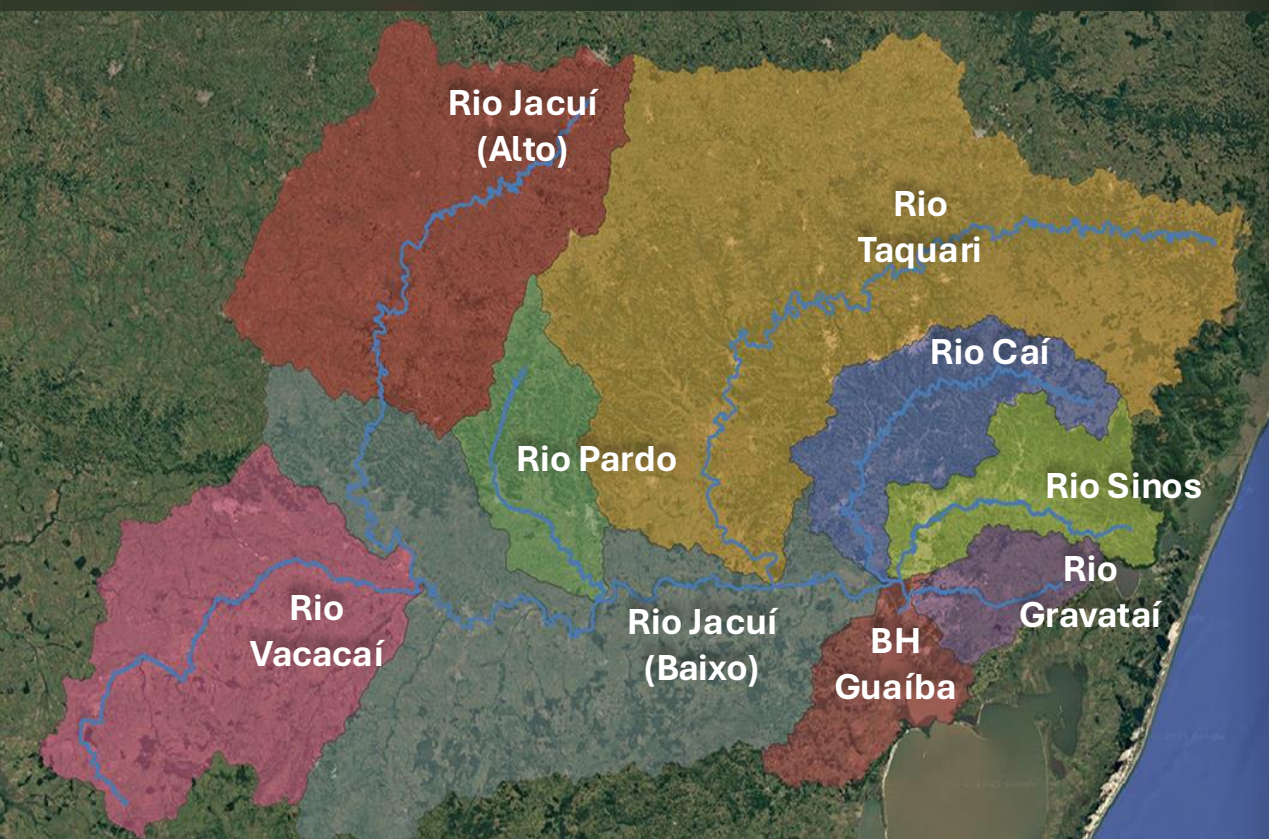 Rio Jacuí
(Alto)
Rio
Taquari
Rio Caí
Rio Pardo
Rio Sinos
Rio
Gravataí
Rio
Vacacaí
Rio Jacuí
(Baixo)
BH
Guaíba